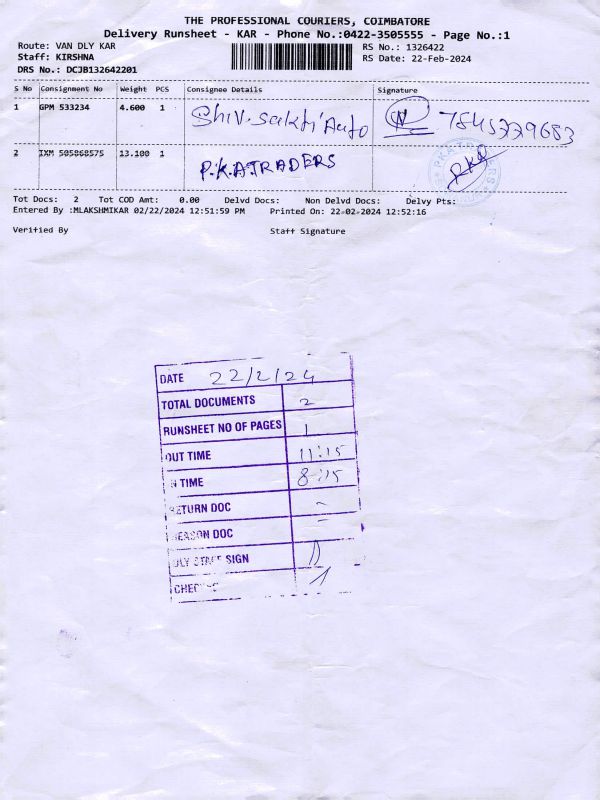 THE PROFESSIONAL COURIERS, COIMBATORE
Delivery Runsheet - KAR - Phone No.:0422-3505555 - Page No.:1
Route: VAN DLY KAR RS No.: 1326422
Staff: KIRSHNA RS Date: 22-Feb-2024
DRS No.: DCJB132642201
S No Consignment No Weight PCS Consignee Details Signature
1 GPM 533234 4.600 1 Shiv.Sakti Auto
2 IXM 505868575 13.100 1 P.K.A.TRADERS PKA
Tot Docs: 2 Tot COD Amt: 0.00 Delvd Docs: Non Delvd Docs: Delvy Pts:
Entered By :MLAKSHMIKAR 02/22/2024 12:51:59 PM Printed On: 22-02-2024 12:52:16
Verified By Staff Signature
DATE 22/2/24
TOTAL DOCUMENTS 2
RUNSHEET NO OF PAGES 1
OUT TIME 11:15
N TIME 8:15
RETURN DOC -
REASON DOC -
DLY STAFF SIGN